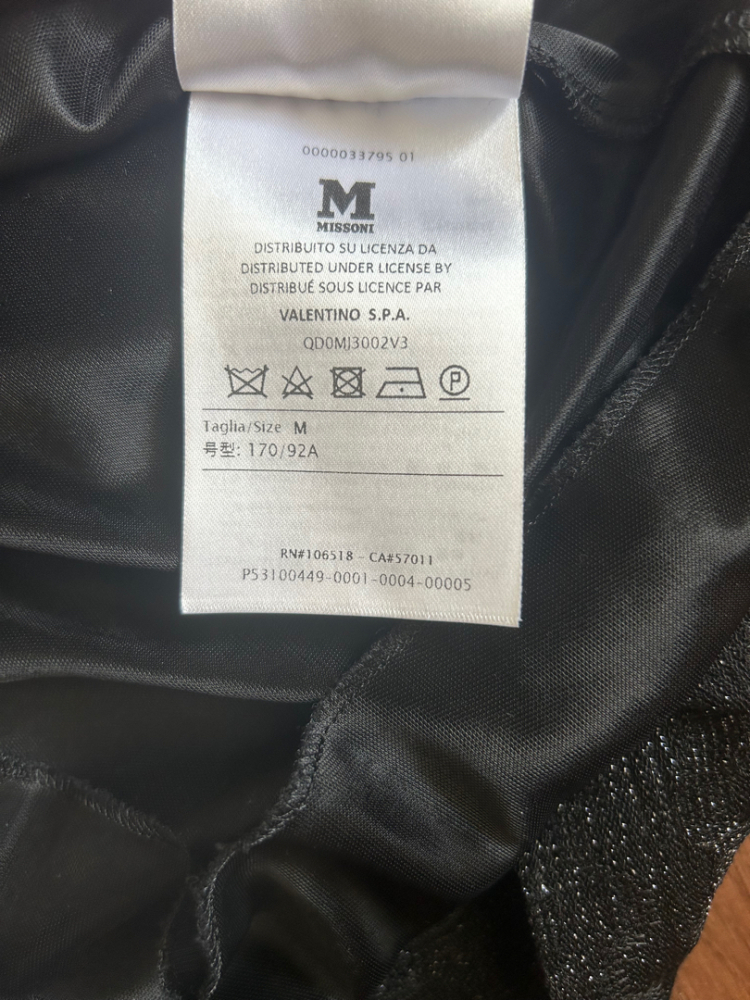 0000033795 01
M
MISSONI
DISTRIBUITO SU LICENZA DA
DISTRIBUTED UNDER LICENSE BY
DISTRIBUÉ SOUS LICENCE PAR
VALENTINO S.P.A.
QD0MJ3002V3
P
Taglia/Size M
号型: 170/92A
RN#106518 - CA#57011
P53100449-0001-0004-00005